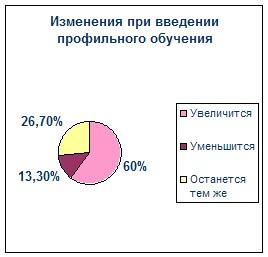 Изменения при введении
профильного обучения
26,70%
13,30%
60%
Увеличится
Уменьшится
Останется
тем же